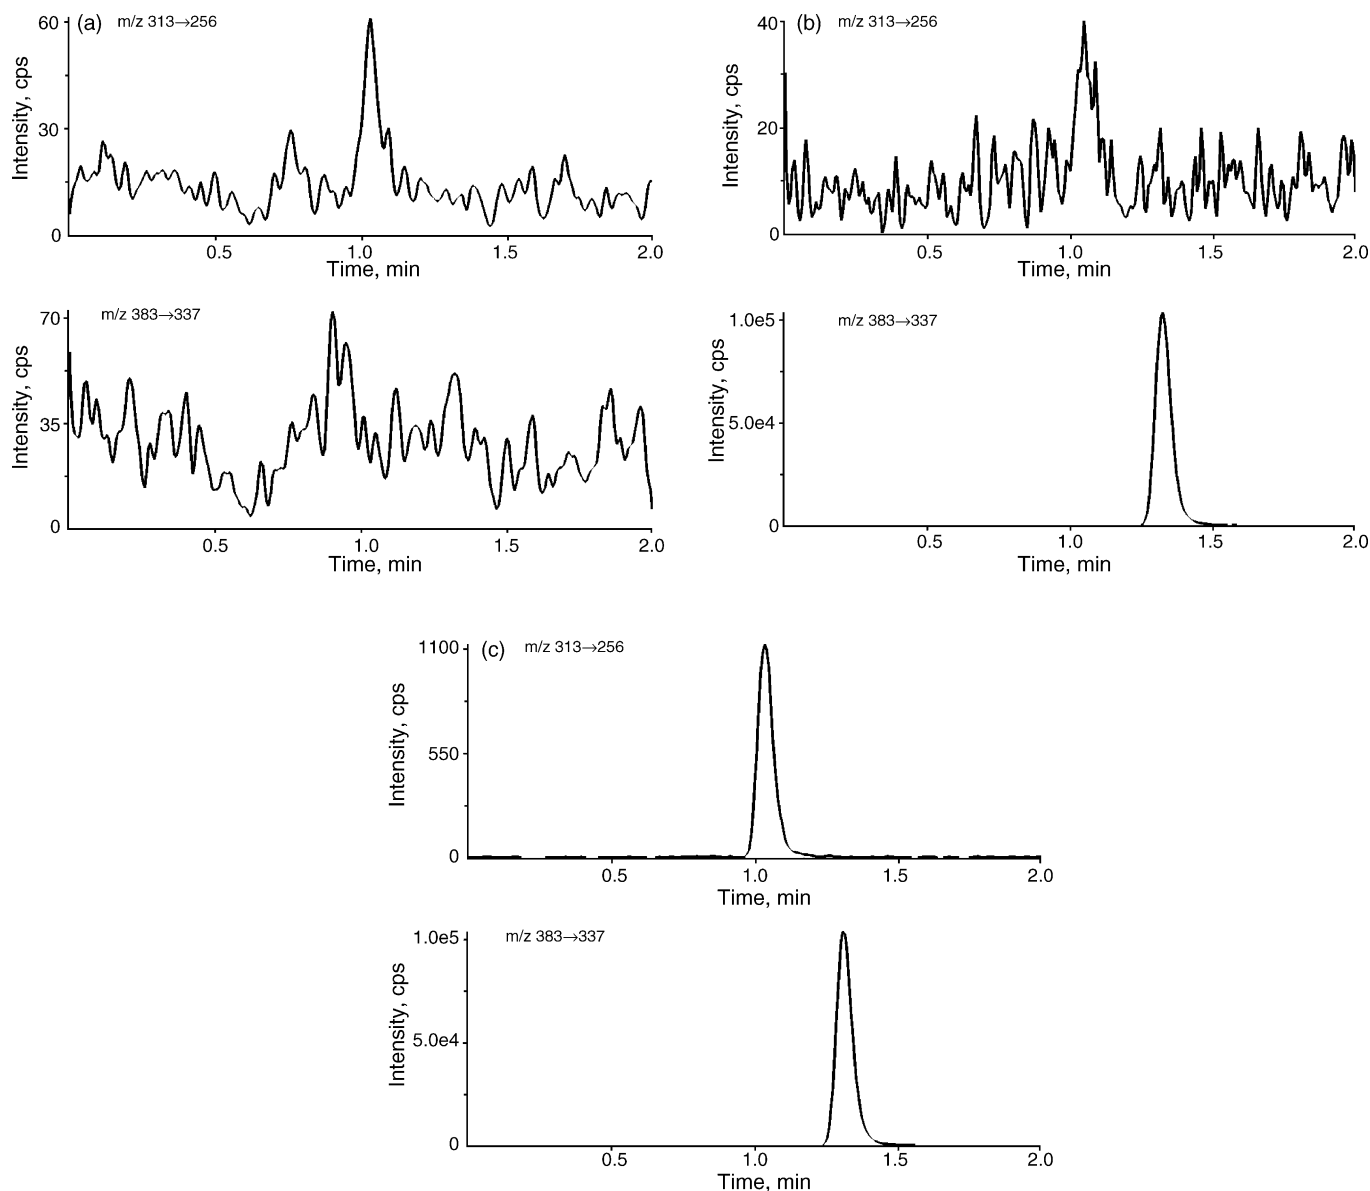 (a) m/z 313→256
60
30
0
Intensity, cps
0.5 1.0 1.5 2.0
Time, min
(b) m/z 313→256
40
20
0
Intensity, cps
0.5 1.0 1.5 2.0
Time, min
m/z 383→337
70
35
0
Intensity, cps
0.5 1.0 1.5 2.0
Time, min
m/z 383→337
1.0e5
5.0e4
0
Intensity, cps
0.5 1.0 1.5 2.0
Time, min
(c) m/z 313→256
1100
550
0
Intensity, cps
0.5 1.0 1.5 2.0
Time, min
m/z 383→337
1.0e5
5.0e4
0
Intensity, cps
0.5 1.0 1.5 2.0
Time, min